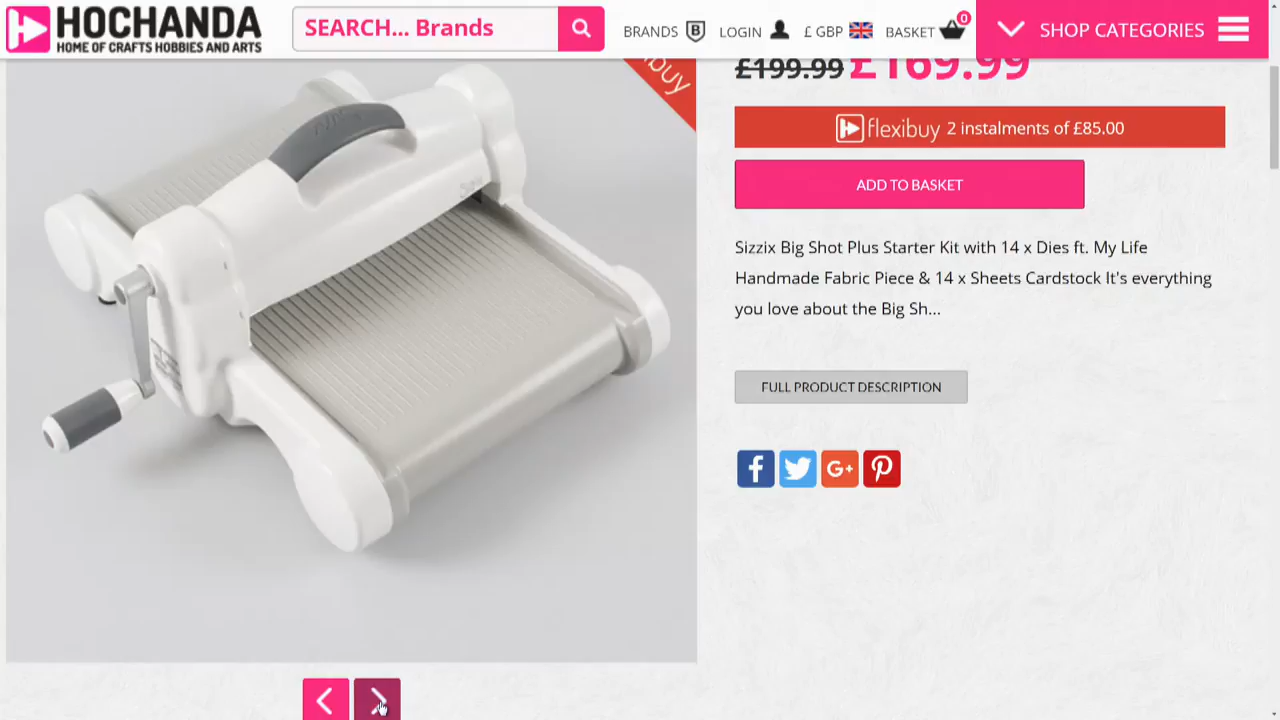 HOCHANDA
HOME OF CRAFTS HOBBIES AND ARTS
SEARCH... Brands
BRANDS B
LOGIN
£ GBP
BASKET 0
SHOP CATEGORIES
£199.99 £169.99
flexibuy 2 instalments of £85.00
ADD TO BASKET
Sizzix Big Shot Plus Starter Kit with 14 x Dies ft. My Life
Handmade Fabric Piece & 14 x Sheets Cardstock It's everything
you love about the Big Sh...
FULL PRODUCT DESCRIPTION